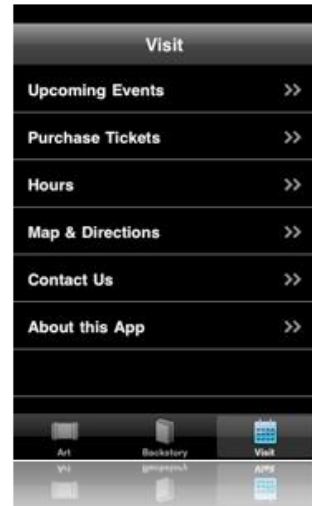 Visit
Upcoming Events >>
Purchase Tickets >>
Hours >>
Map & Directions >>
Contact Us >>
About this App >>
Art Backstory Visit